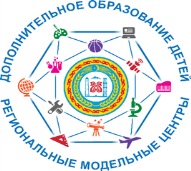 ДОПОЛНИТЕЛЬНОЕ ОБРАЗОВАНИЕ ДЕТЕЙ
РЕГИОНАЛЬНЫЕ МОДЕЛЬНЫЕ ЦЕНТРЫ